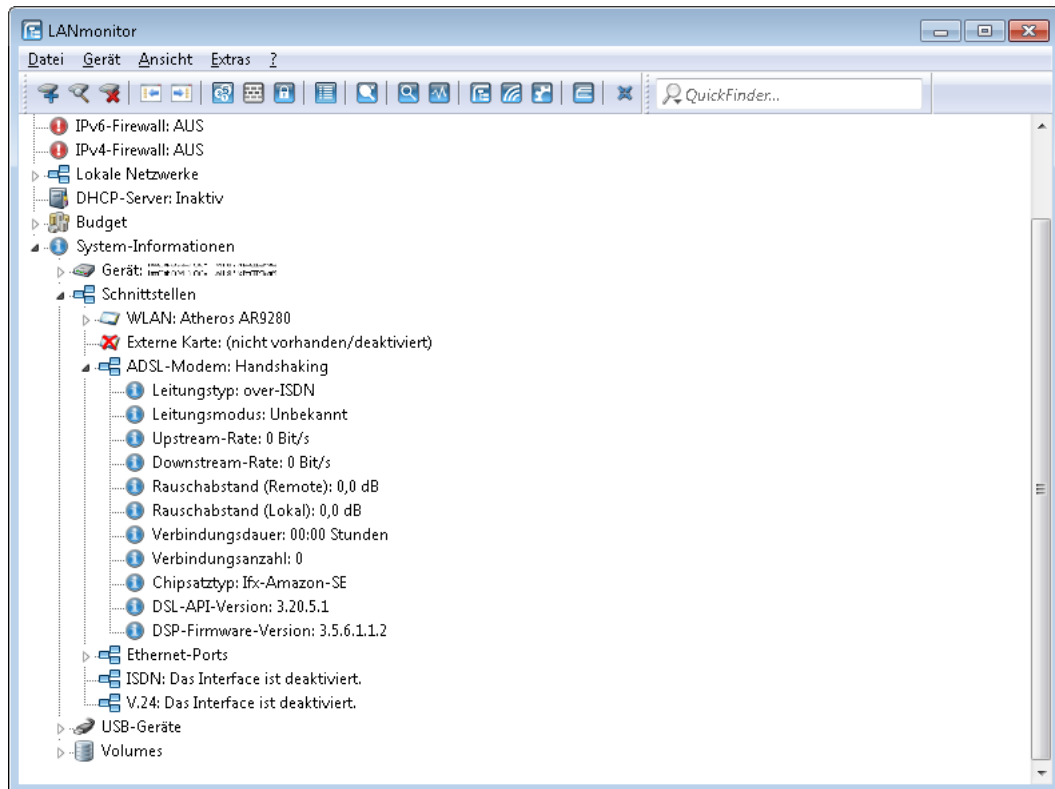 LANmonitor
Datei Gerät Ansicht Extras ?
QuickFinder...
IPv6-Firewall: AUS
IPv4-Firewall: AUS
Lokale Netzwerke
DHCP-Server: Inaktiv
Budget
System-Informationen
Gerät:
Schnittstellen
WLAN: Atheros AR9280
Externe Karte: (nicht vorhanden/deaktiviert)
ADSL-Modem: Handshaking
Leitungstyp: over-ISDN
Leitungsmodus: Unbekannt
Upstream-Rate: 0 Bit/s
Downstream-Rate: 0 Bit/s
Rauschabstand (Remote): 0,0 dB
Rauschabstand (Lokal): 0,0 dB
Verbindungsdauer: 00:00 Stunden
Verbindungsanzahl: 0
Chipsatztyp: Ifx-Amazon-SE
DSL-API-Version: 3.20.5.1
DSP-Firmware-Version: 3.5.6.1.1.2
Ethernet-Ports
ISDN: Das Interface ist deaktiviert.
V.24: Das Interface ist deaktiviert.
USB-Geräte
Volumes